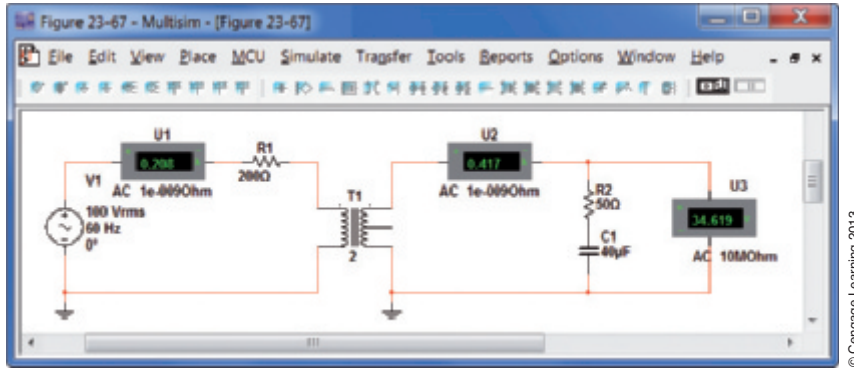 Figure 23-67 - Multisim - [Figure 23-67]
File Edit View Place MCU Simulate Transfer Tools Reports Options Window Help
U1
0.208
AC 1e-009Ohm
R1
200Ω
V1
100 Vrms
60 Hz
0°
T1
2
U2
0.417
AC 1e-009Ohm
R2
50Ω
C1
40µF
U3
34.619
AC 10MOhm
© Cengage Learning 2013